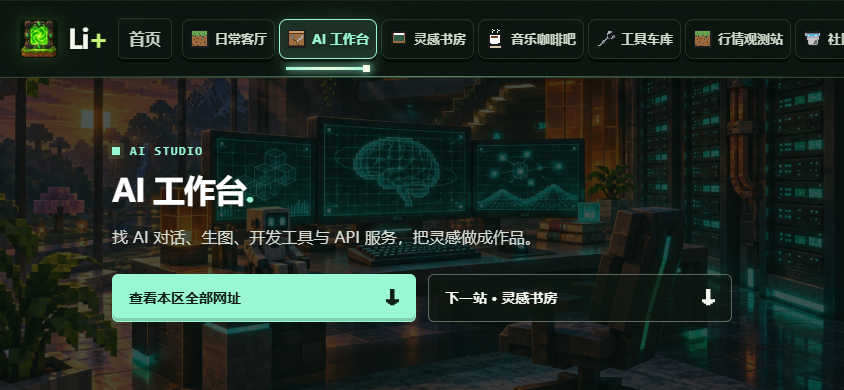 Li+
首页
日常客厅
AI 工作台
灵感书房
音乐咖啡吧
工具车库
行情观测站
社
AI STUDIO
AI 工作台.
找 AI 对话、生图、开发工具与 API 服务，把灵感做成作品。
查看本区全部网址
下一站 • 灵感书房